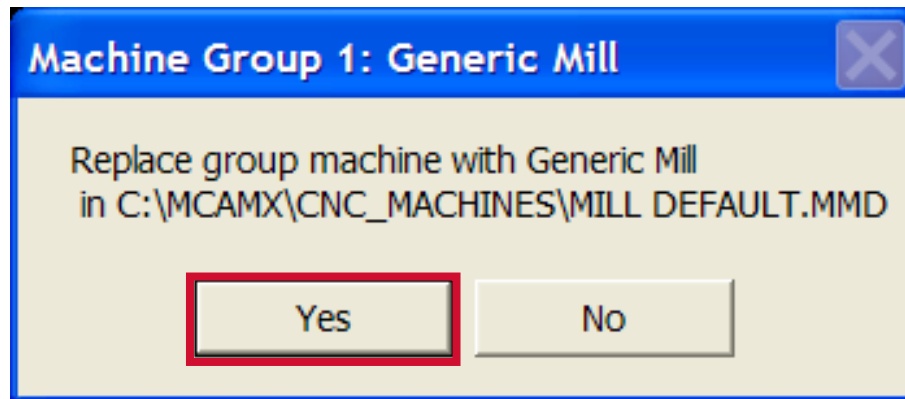 Machine Group 1: Generic Mill
Replace group machine with Generic Mill
in C:\MCAMX\CNC_MACHINES\MILL DEFAULT.MMD
Yes
No